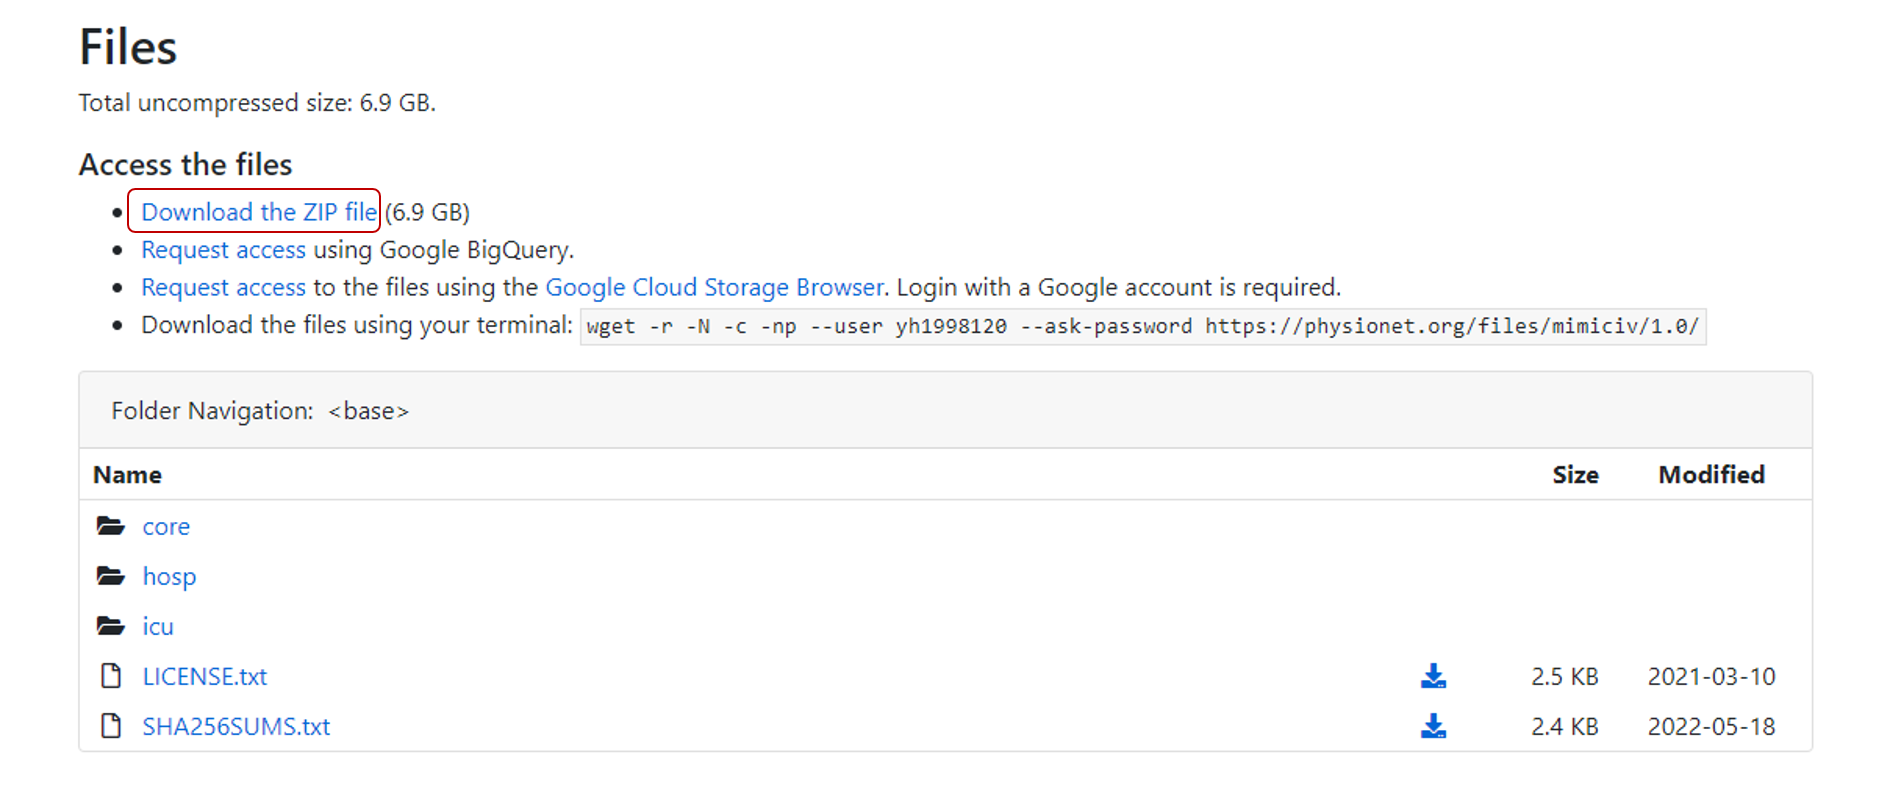 Files
Total uncompressed size: 6.9 GB.
Access the files
Download the ZIP file (6.9 GB)
Request access using Google BigQuery.
Request access to the files using the Google Cloud Storage Browser. Login with a Google account is required.
Download the files using your terminal: wget -r -N -c -np --user yh1998120 --ask-password https://physionet.org/files/mimiciv/1.0/
Folder Navigation: <base>
Name Size Modified
core
hosp
icu
LICENSE.txt 2.5 KB 2021-03-10
SHA256SUMS.txt 2.4 KB 2022-05-18